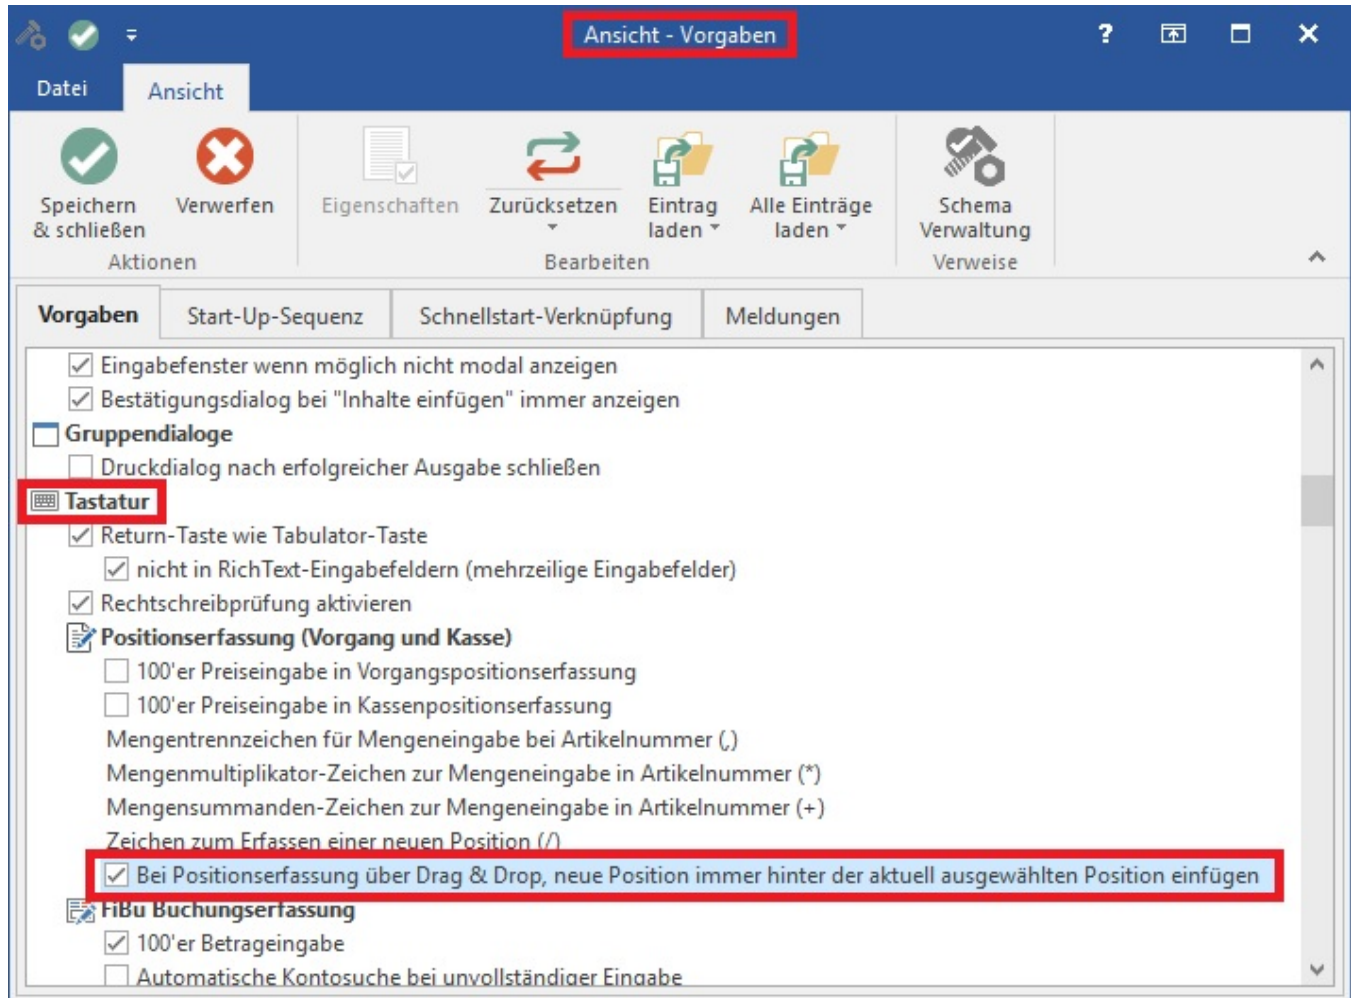 Ansicht - Vorgaben
?
Datei Ansicht
Speichern & schließen
Verwerfen
Eigenschaften
Zurücksetzen
Eintrag laden
Alle Einträge laden
Schema Verwaltung
Aktionen
Bearbeiten
Verweise
Vorgaben Start-Up-Sequenz Schnellstart-Verknüpfung Meldungen
Eingabefenster wenn möglich nicht modal anzeigen
Bestätigungsdialog bei "Inhalte einfügen" immer anzeigen
Gruppendialoge
Druckdialog nach erfolgreicher Ausgabe schließen
Tastatur
Return-Taste wie Tabulator-Taste
nicht in RichText-Eingabefeldern (mehrzeilige Eingabefelder)
Rechtschreibprüfung aktivieren
Positionserfassung (Vorgang und Kasse)
100'er Preiseingabe in Vorgangspositionserfassung
100'er Preiseingabe in Kassenpositionserfassung
Mengentrennzeichen für Mengeneingabe bei Artikelnummer (,)
Mengenmultiplikator-Zeichen zur Mengeneingabe in Artikelnummer (*)
Mengensummanden-Zeichen zur Mengeneingabe in Artikelnummer (+)
Zeichen zum Erfassen einer neuen Position (/)
Bei Positionserfassung über Drag & Drop, neue Position immer hinter der aktuell ausgewählten Position einfügen
FiBu Buchungserfassung
100'er Betrageingabe
Automatische Kontosuche bei unvollständiger Eingabe